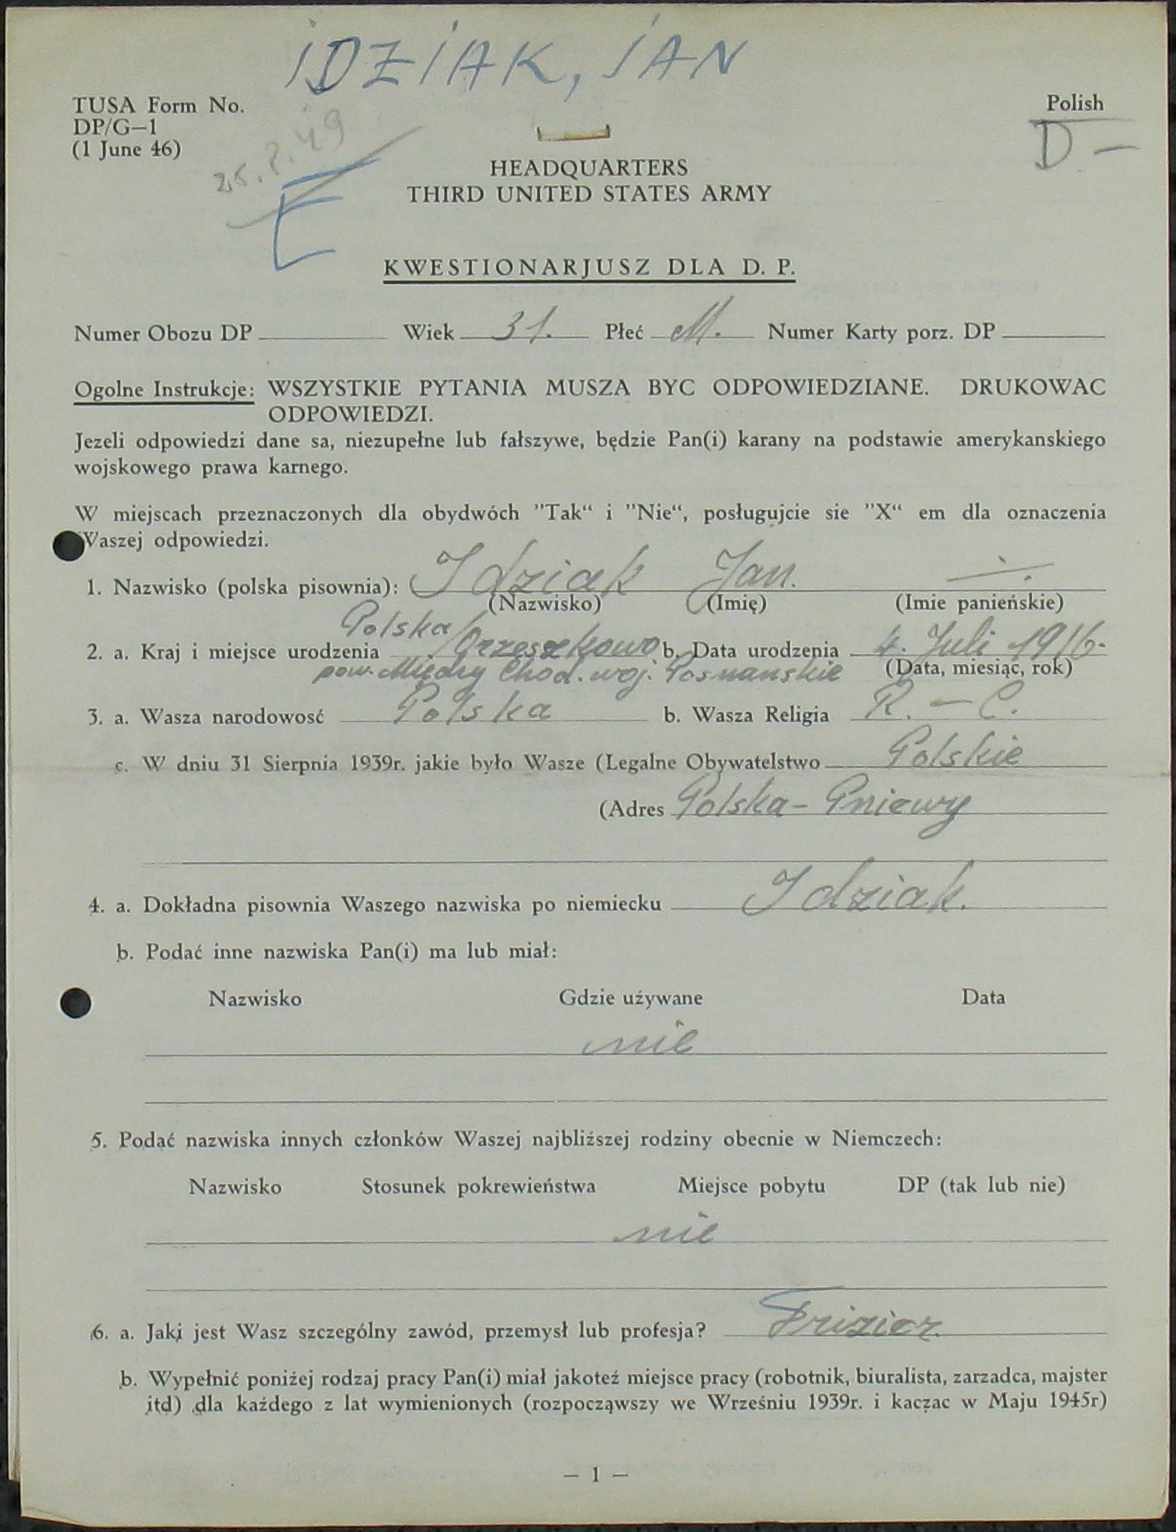 IDZIAK, JAN
TUSA Form No.
DP/G—1
(1 June 46)
Polish
D —
E
HEADQUARTERS
THIRD UNITED STATES ARMY
KWESTIONARJUSZ DLA D. P.
Numer Obozu DP Wiek 31. Płeć M. Numer Karty porz. DP
Ogolne Instrukcje: WSZYSTKIE PYTANIA MUSZA BYC ODPOWIEDZIANE. DRUKOWAC
ODPOWIEDZI.
Jezeli odpowiedzi dane sa, niezupełne lub fałszywe, będzie Pan(i) karany na podstawie amerykanskiego
wojskowego prawa karnego.
W miejscach przeznaczonych dla obydwóch "Tak“ i "Nie“, posługujcie sie "X“ em dla oznaczenia
Waszej odpowiedzi.
1. Nazwisko (polska pisownia): Idziak Jan.
(Nazwisko) (Imię) (Imie panieńskie)
Polska/
2. a. Kraj i miejsce urodzenia Orzeszkowo b. Data urodzenia 4. Juli 1916.
pow. Między Chod. woj. Posnanskie (Data, miesiąc, rok)
3. a. Wasza narodowosć Polska b. Wasza Religia R. — C.
c. W dniu 31 Sierpnia 1939r. jakie było Wasze (Legalne Obywatelstwo Polskie
(Adres Polska - Pniewy
4. a. Dokładna pisownia Waszego nazwiska po niemiecku Idziak.
b. Podać inne nazwiska Pan(i) ma lub miał:
Nazwisko Gdzie używane Data
nie
5. Podać nazwiska innych członków Waszej najbliższej rodziny obecnie w Niemczech:
Nazwisko Stosunek pokrewieństwa Miejsce pobytu DP (tak lub nie)
nie
6. a. Jaki jest Wasz szczególny zawód, przemysł lub profesja? Frizier.
b. Wypełnić poniżej rodzaj pracy Pan(i) miał jakoteż miejsce pracy (robotnik, biuralista, zarzadca, majster
itd) dla każdego z lat wymienionych (rozpocząwszy we Wrześniu 1939r. i kacząc w Maju 1945r)
— 1 —